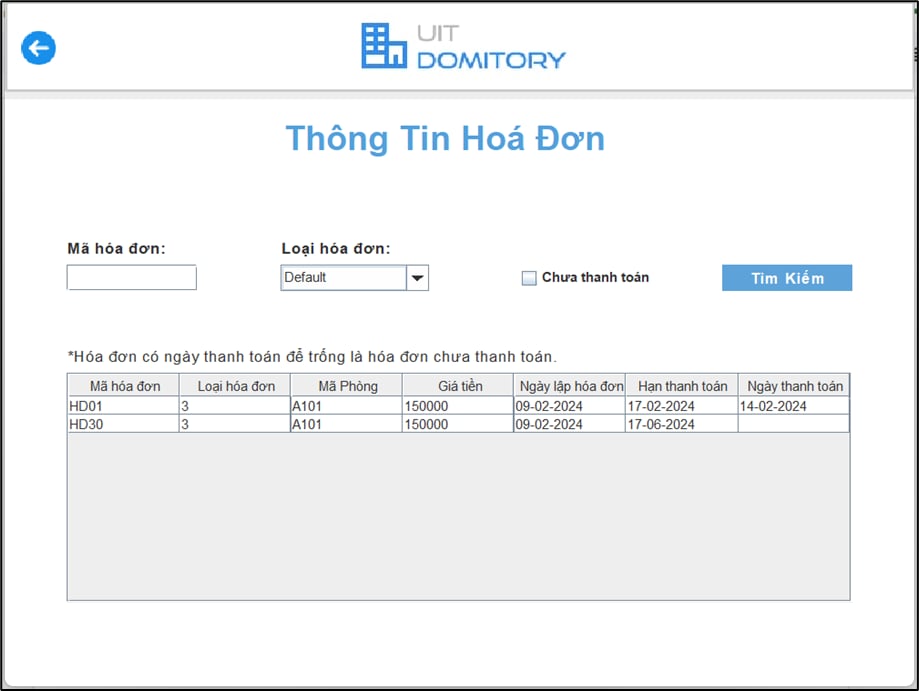 UIT
DOMITORY
Thông Tin Hoá Đơn
Mã hóa đơn:
Loại hóa đơn:
Default
Chưa thanh toán
Tìm Kiếm
*Hóa đơn có ngày thanh toán để trống là hóa đơn chưa thanh toán.
Mã hóa đơn Loại hóa đơn Mã Phòng Giá tiền Ngày lập hóa đơn Hạn thanh toán Ngày thanh toán
HD01 3 A101 150000 09-02-2024 17-02-2024 14-02-2024
HD30 3 A101 150000 09-02-2024 17-06-2024